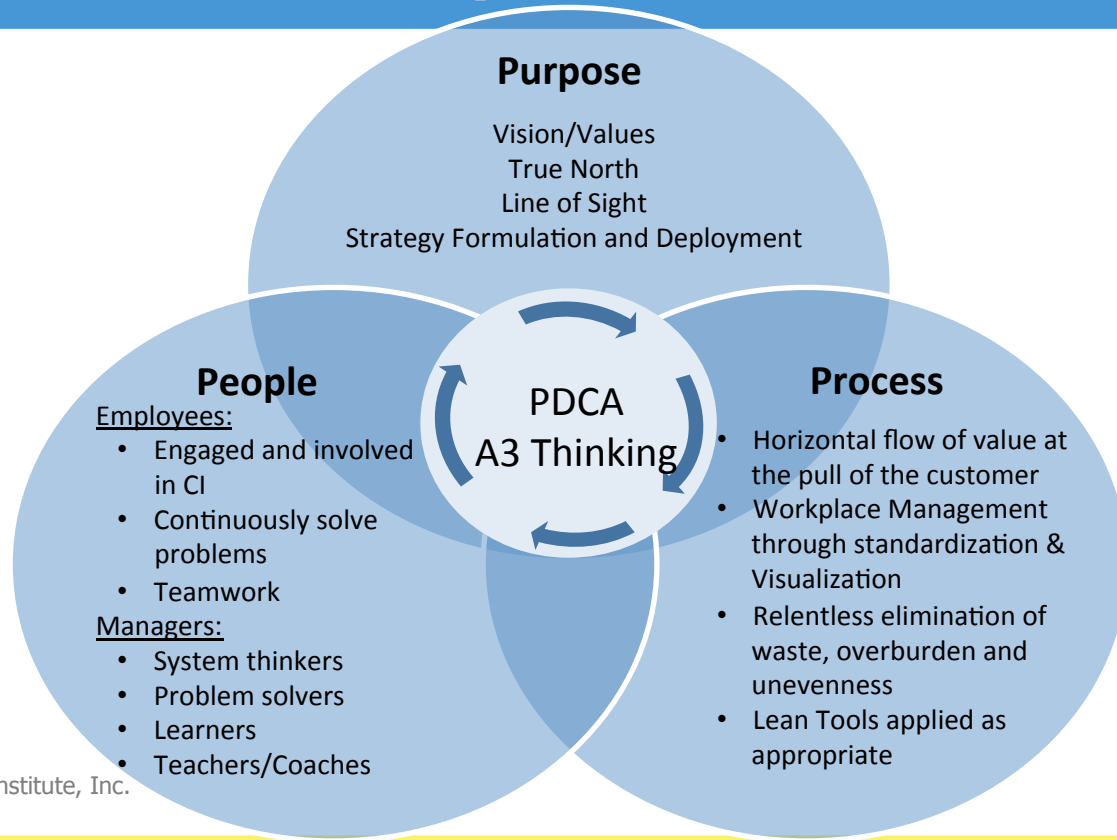 Purpose
Vision/Values
True North
Line of Sight
Strategy Formulation and Deployment
People
Employees:
• Engaged and involved
in CI
• Continuously solve
problems
• Teamwork
Managers:
• System thinkers
• Problem solvers
• Learners
• Teachers/Coaches
PDCA
A3 Thinking
Process
• Horizontal flow of value at
the pull of the customer
• Workplace Management
through standardization &
Visualization
• Relentless elimination of
waste, overburden and
unevenness
• Lean Tools applied as
appropriate
nstitute, Inc.